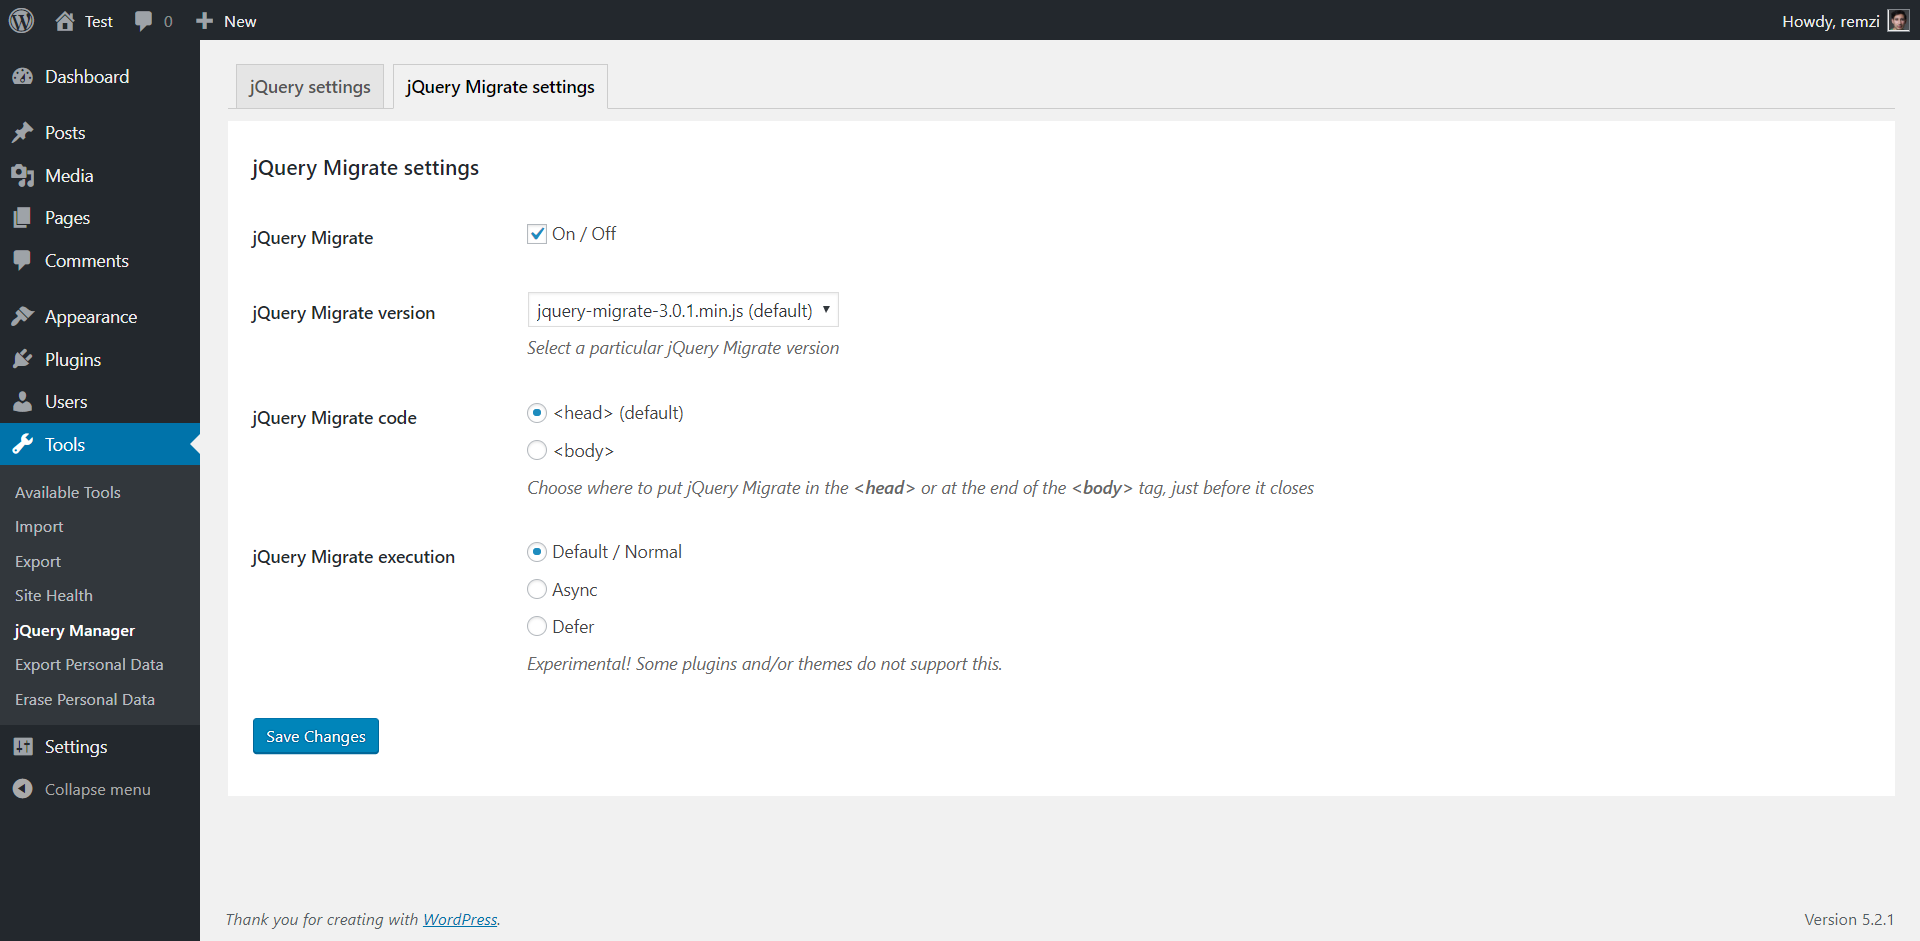 Test
0
New
Howdy, remzi
Dashboard
Posts
Media
Pages
Comments
Appearance
Plugins
Users
Tools
Available Tools
Import
Export
Site Health
jQuery Manager
Export Personal Data
Erase Personal Data
Settings
Collapse menu
jQuery settings
jQuery Migrate settings
jQuery Migrate settings
jQuery Migrate
On / Off
jQuery Migrate version
jquery-migrate-3.0.1.min.js (default)
Select a particular jQuery Migrate version
jQuery Migrate code
<head> (default)
<body>
Choose where to put jQuery Migrate in the <head> or at the end of the <body> tag, just before it closes
jQuery Migrate execution
Default / Normal
Async
Defer
Experimental! Some plugins and/or themes do not support this.
Save Changes
Thank you for creating with WordPress.
Version 5.2.1